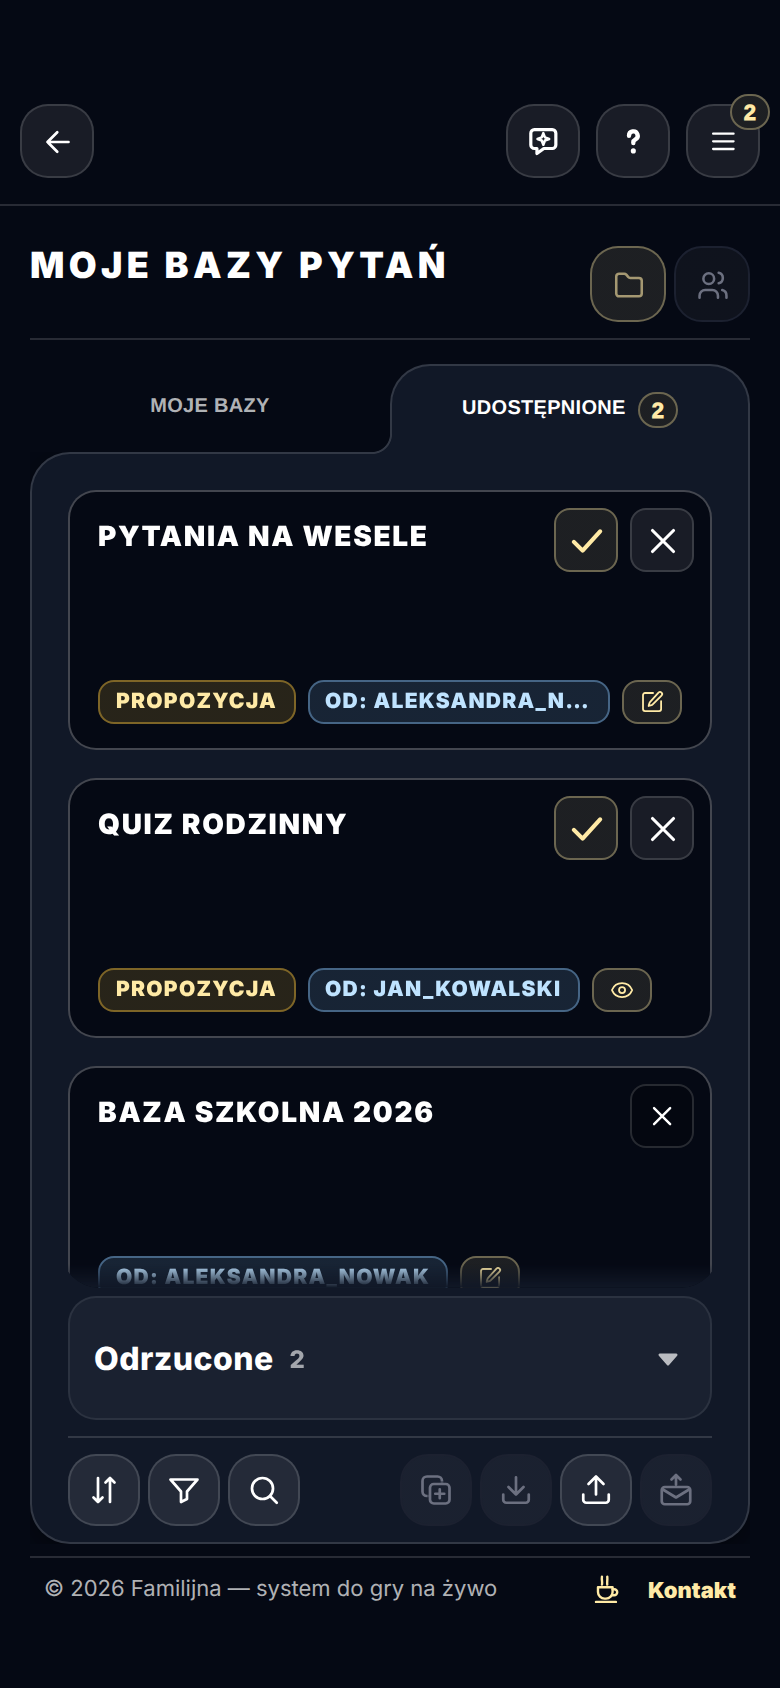 2
MOJE BAZY PYTAŃ
MOJE BAZY
UDOSTĘPNIONE 2
PYTANIA NA WESELE
PROPOZYCJA OD: ALEKSANDRA_N...
QUIZ RODZINNY
PROPOZYCJA OD: JAN_KOWALSKI
BAZA SZKOLNA 2026
OD: ALEKSANDRA_NOWAK
Odrzucone 2
© 2026 Familijna — system do gry na żywo
Kontakt